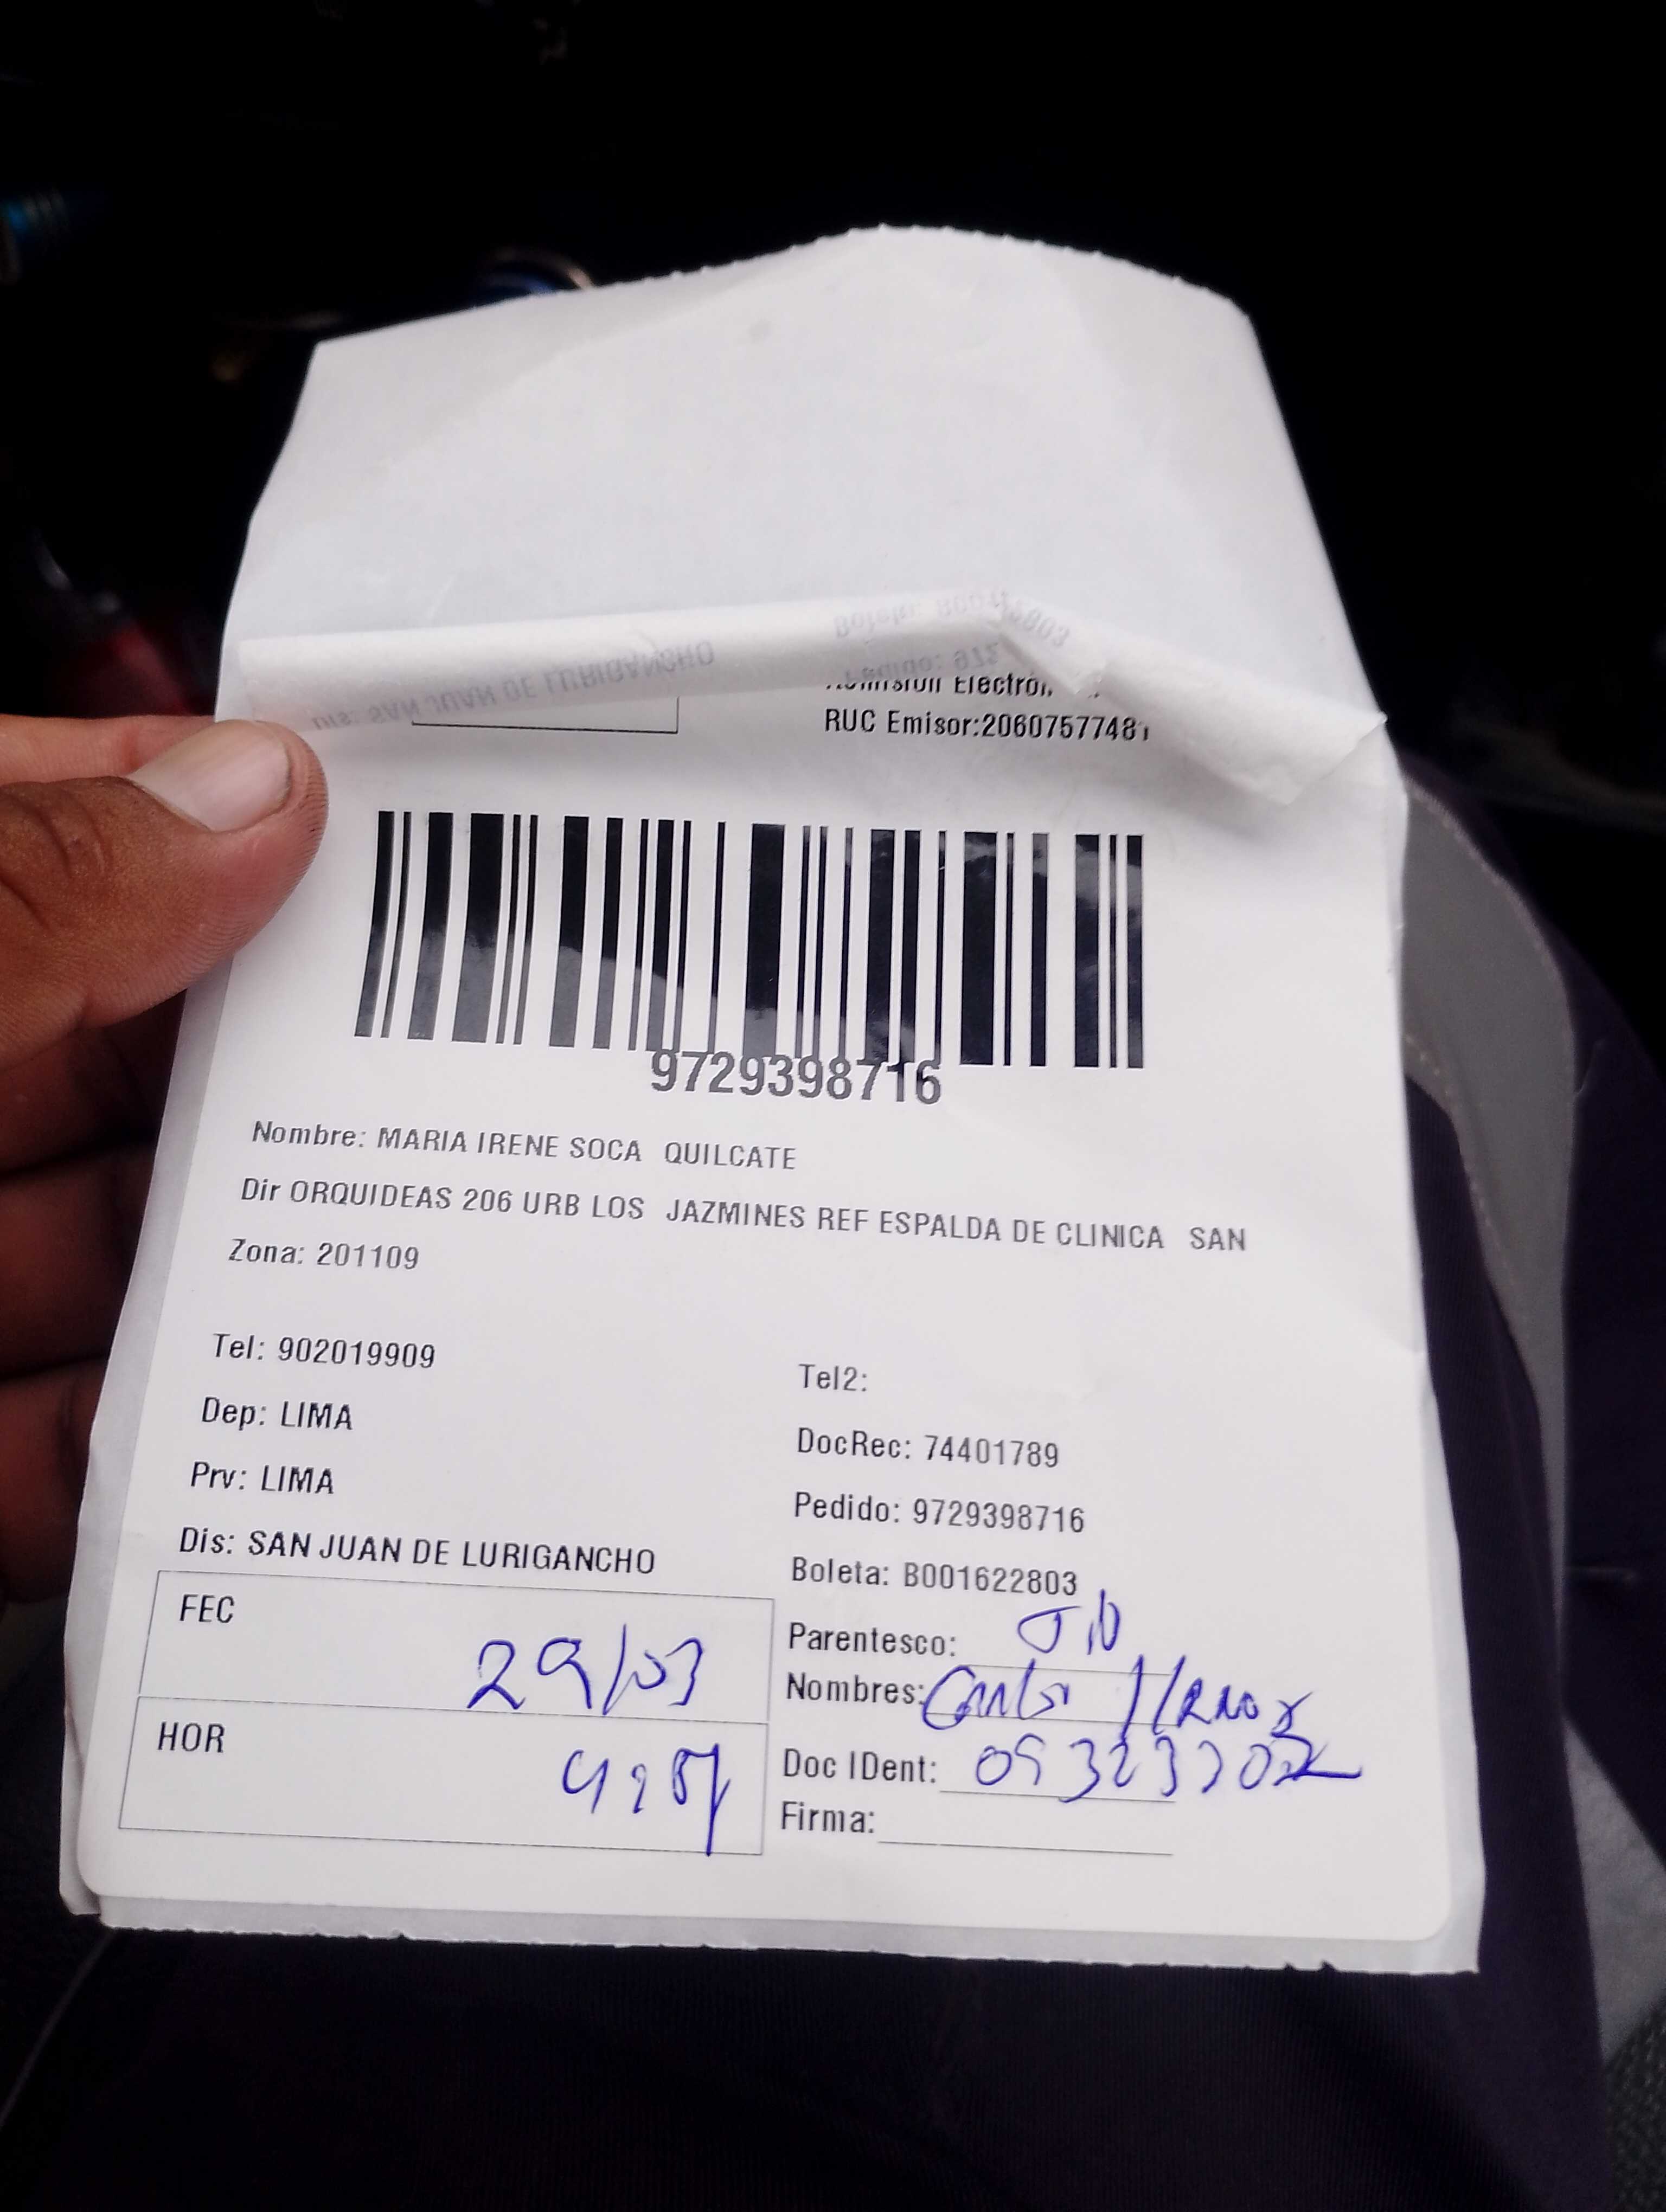 RUC Emisor:2060757748
9729398716
Nombre: MARIA IRENE SOCA QUILCATE
Dir ORQUIDEAS 206 URB LOS JAZMINES REF ESPALDA DE CLINICA SAN
Zona: 201109
Tel: 902019909
Tel2:
Dep: LIMA
DocRec: 74401789
Prv: LIMA
Pedido: 9729398716
Dis: SAN JUAN DE LURIGANCHO
Boleta: B001622803
FEC 29/03
Parentesco:
Nombres:
HOR
Doc IDent:
Firma: